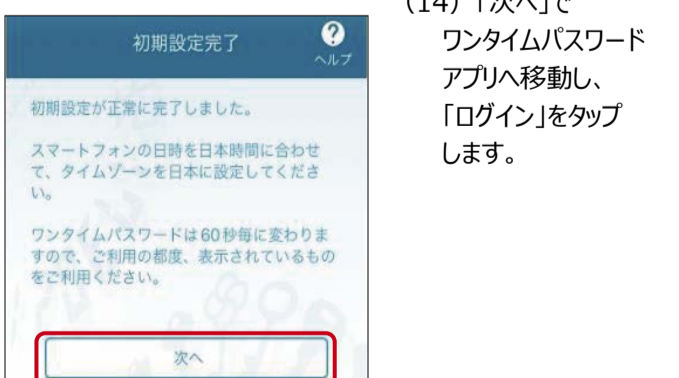 初期設定完了
?
ヘルプ
初期設定が正常に完了しました。
スマートフォンの日時を日本時間に合わせ
て、タイムゾーンを日本に設定してくださ
い。
ワンタイムパスワードは60秒毎に変わりま
すので、ご利用の都度、表示されているもの
をご利用ください。
次へ
(14)「次へ」で
ワンタイムパスワード
アプリへ移動し、
「ログイン」をタップ
します。